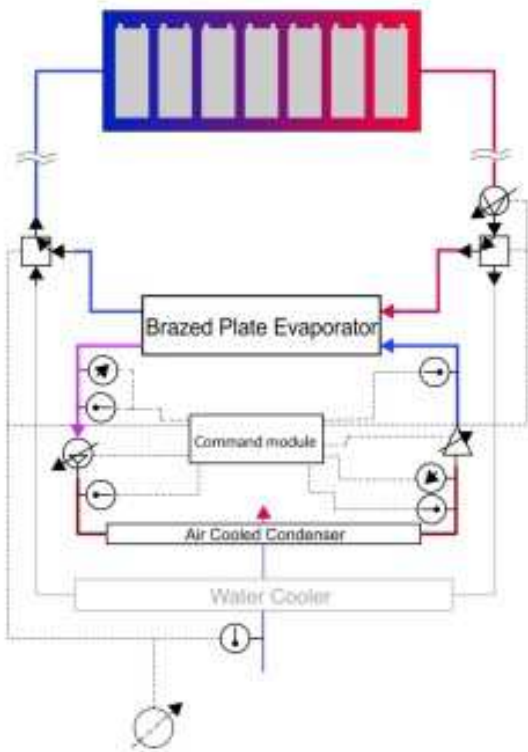 Brazed Plate Evaporator
Command module
Air Cooled Condenser
Water Cooler